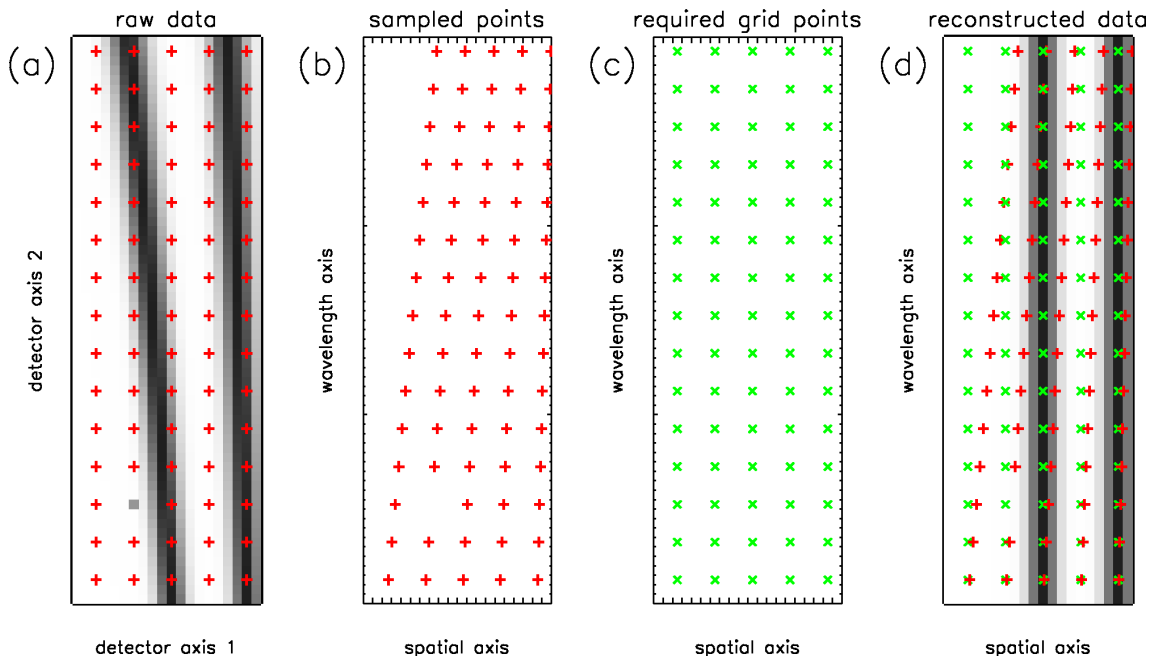 raw data
sampled points
required grid points
reconstructed data
(a)
(b)
(c)
(d)
detector axis 2
wavelength axis
wavelength axis
wavelength axis
detector axis 1
spatial axis
spatial axis
spatial axis